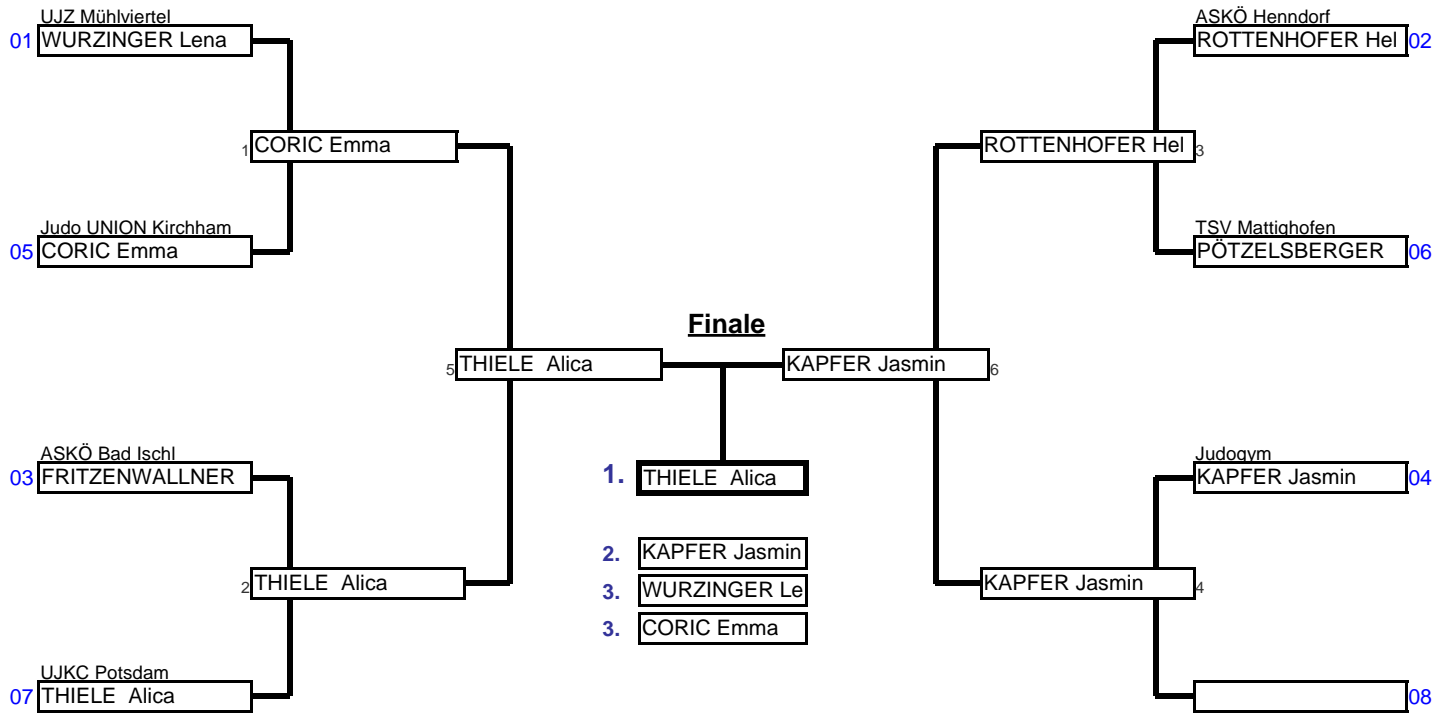 UJZ Mühlviertel
01 WURZINGER Lena
1 CORIC Emma
Judo UNION Kirchham
05 CORIC Emma
5 THIELE Alica
ASKÖ Bad Ischl
03 FRITZENWALLNER
2 THIELE Alica
UJKC Potsdam
07 THIELE Alica
Finale
1. THIELE Alica
2. KAPFER Jasmin
3. WURZINGER Le
3. CORIC Emma
ASKÖ Henndorf
ROTTENHOFER Hel 02
ROTTENHOFER Hel 3
TSV Mattighofen
PÖTZELSBERGER 06
KAPFER Jasmin 6
Judogym
KAPFER Jasmin 04
KAPFER Jasmin 4
08